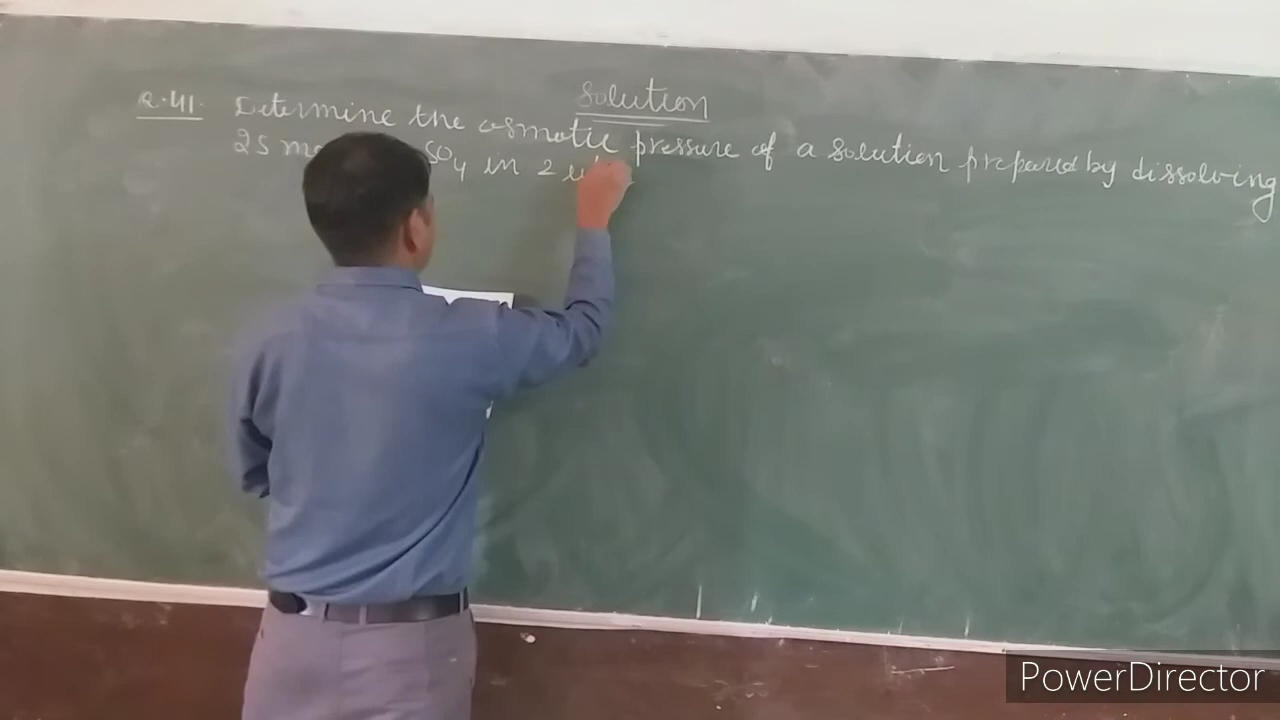 Solution
Q.41. Determine the osmotic pressure of a solution prepared by dissolving
25 SO4 in 2
PowerDirector